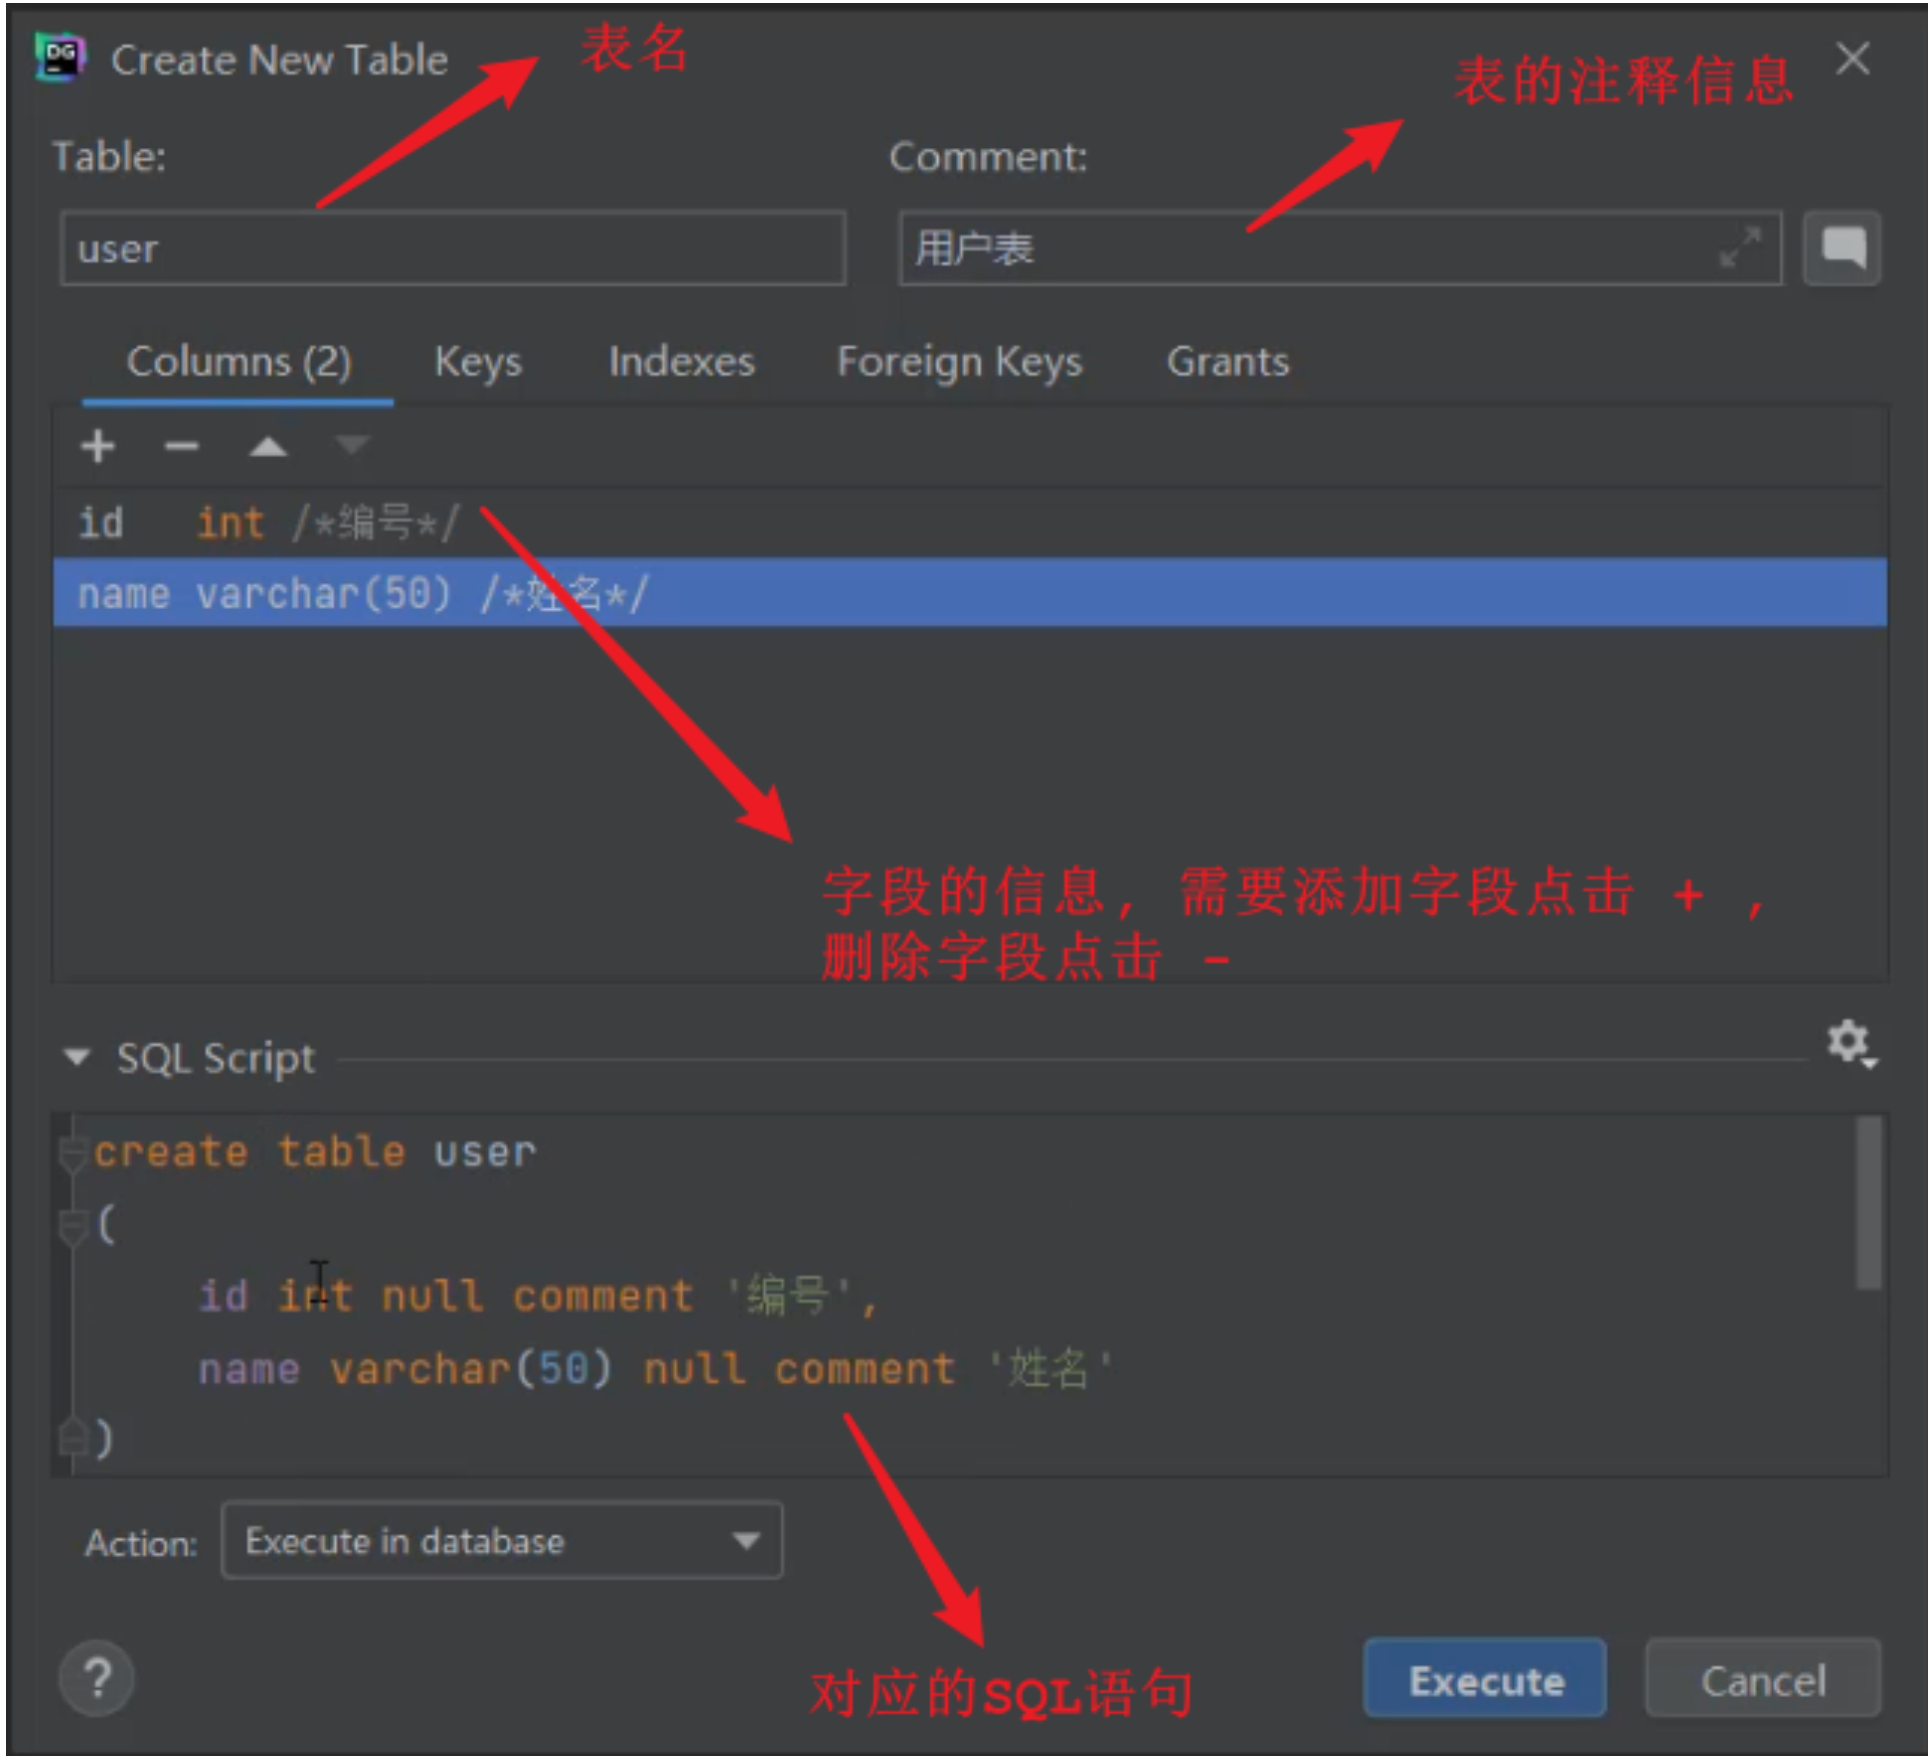 DG
Create New Table
表名
表的注释信息
Table:
Comment:
user
用户表
Columns (2) Keys Indexes Foreign Keys Grants
id int /*编号*/
name varchar(50) /*姓名*/
字段的信息, 需要添加字段点击 + ,
删除字段点击 -
SQL Script
create table user
(
id int null comment '编号',
name varchar(50) null comment '姓名'
)
Action: Execute in database
对应的SQL语句
? Execute Cancel